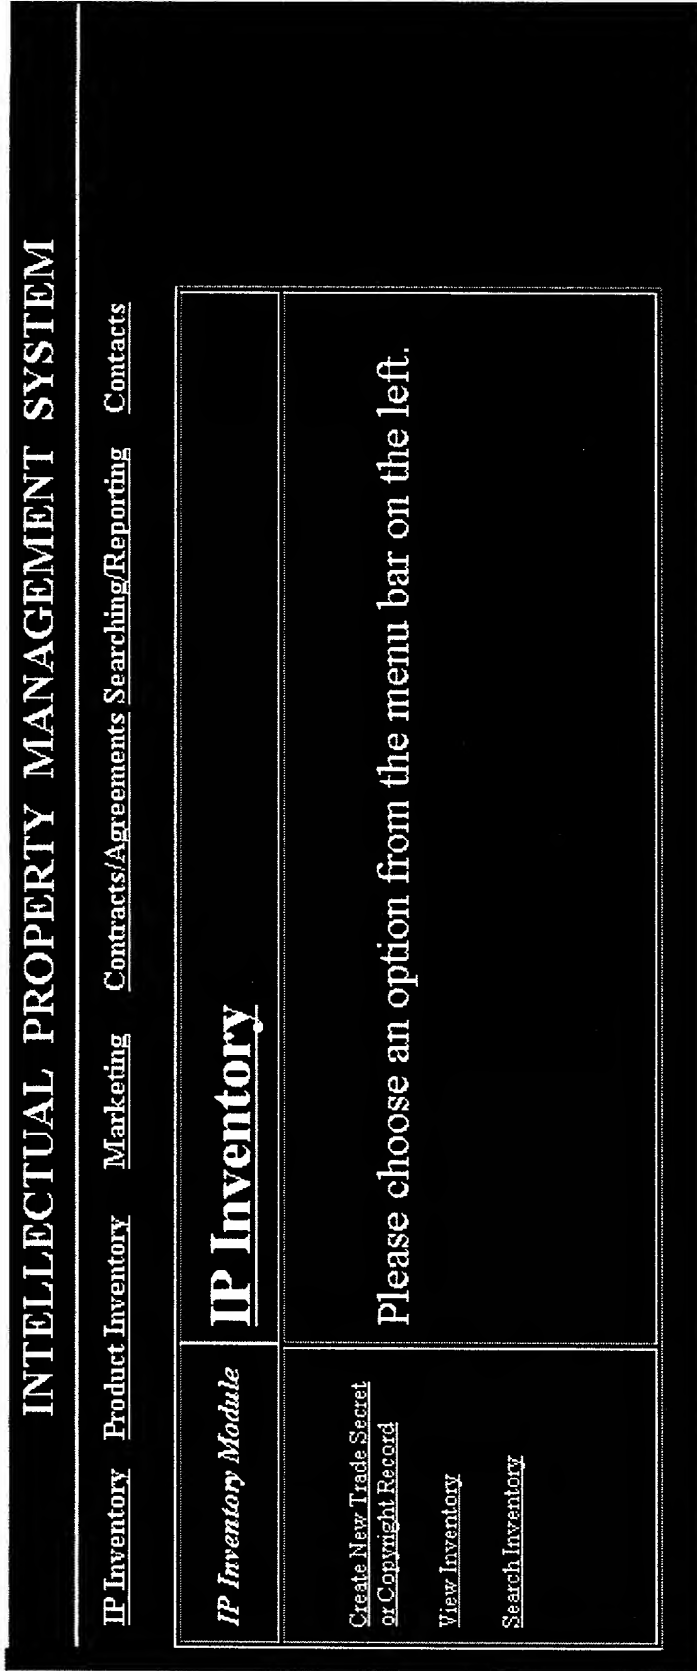 INTELLECTUAL PROPERTY MANAGEMENT SYSTEM
IP Inventory Product Inventory Marketing Contracts/Agreements Searching/Reporting Contacts
IP Inventory Module
IP Inventory
Create New Trade Secret
or Copyright Record
View Inventory
Search Inventory
Please choose an option from the menu bar on the left.